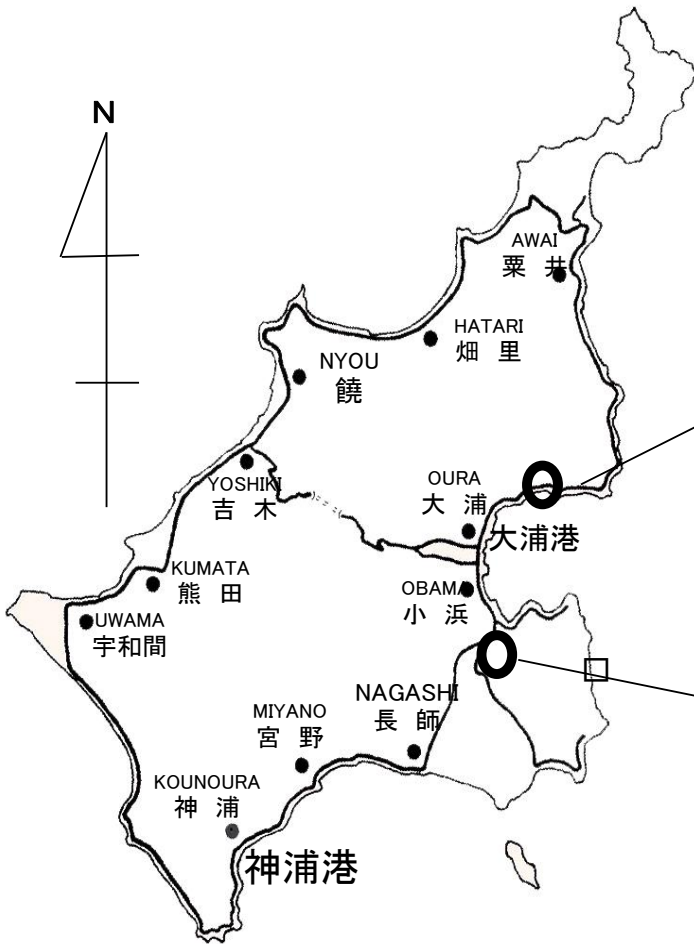 N
AWAI
粟 井
HATARI
畑 里
NYOU
饒
YOSHIKI
吉 木
OURA
大 浦
大浦港
KUMATA
熊 田
OBAMA
小 浜
UWAMA
宇和間
NAGASHI
長 師
MIYANO
宮 野
KOUNOURA
神 浦
神浦港